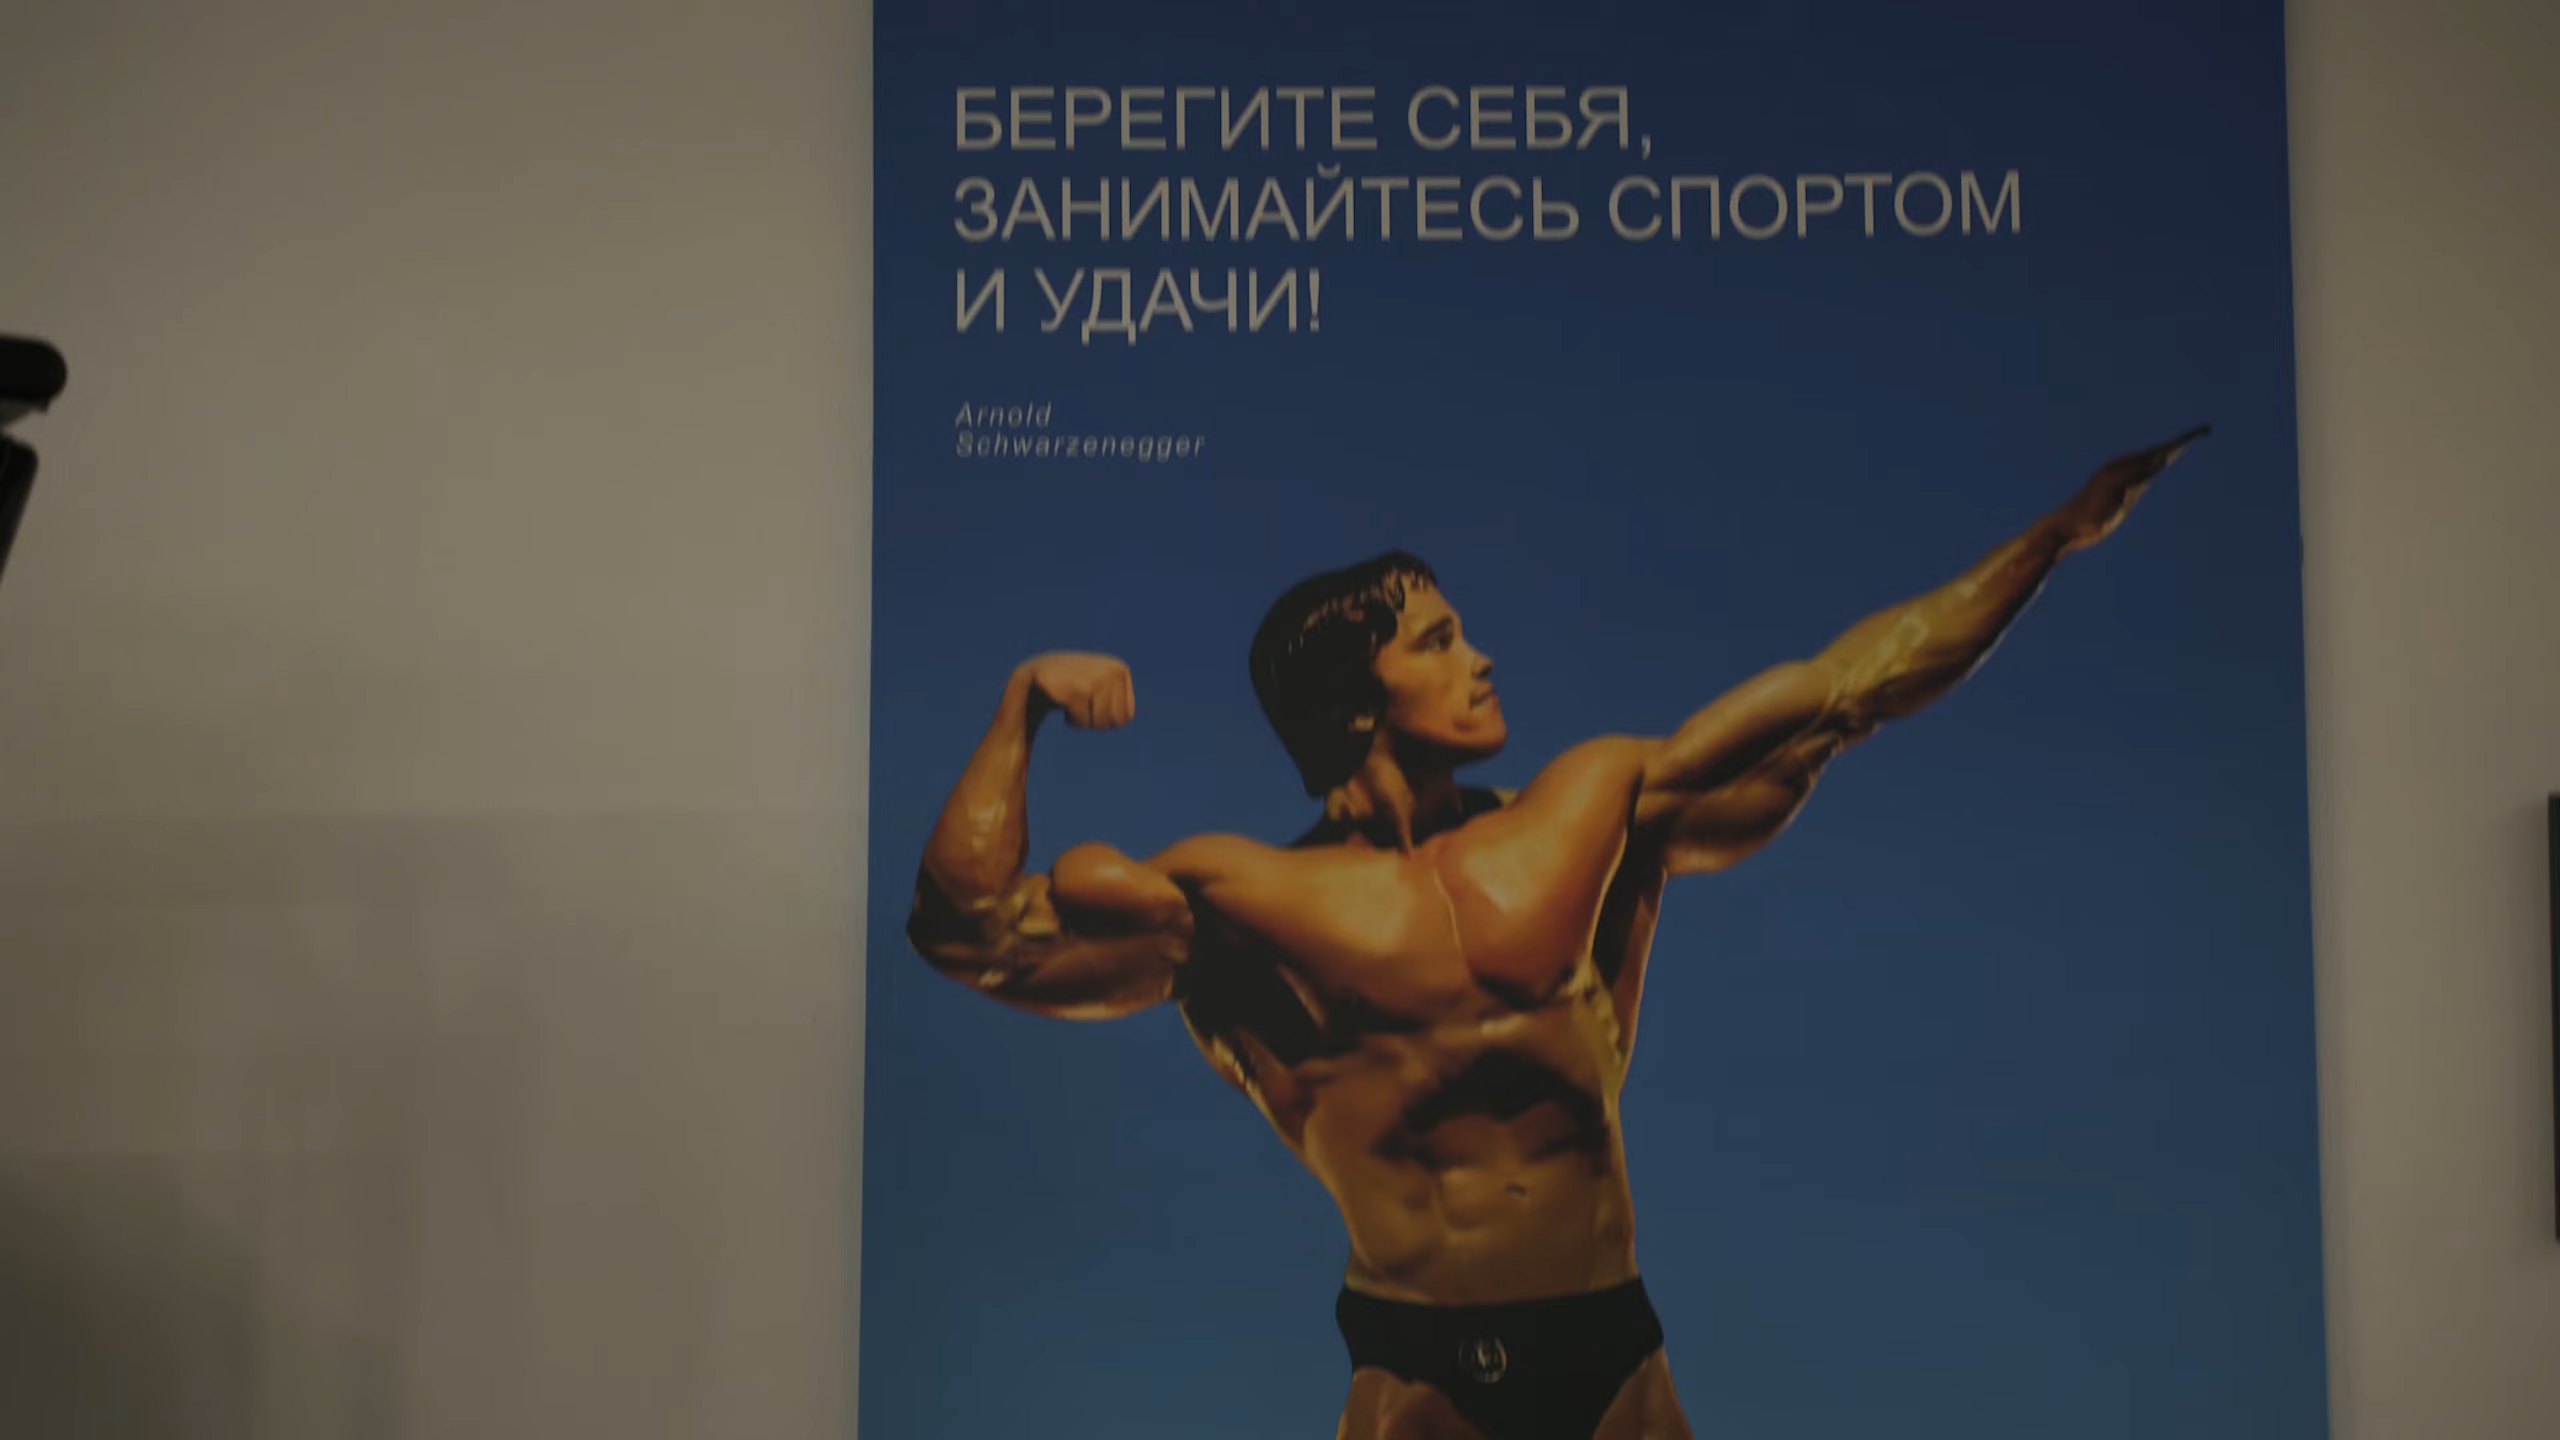 БЕРЕГИТЕ СЕБЯ,
ЗАНИМАЙТЕСЬ СПОРТОМ
И УДАЧИ!
Arnold
Schwarzenegger